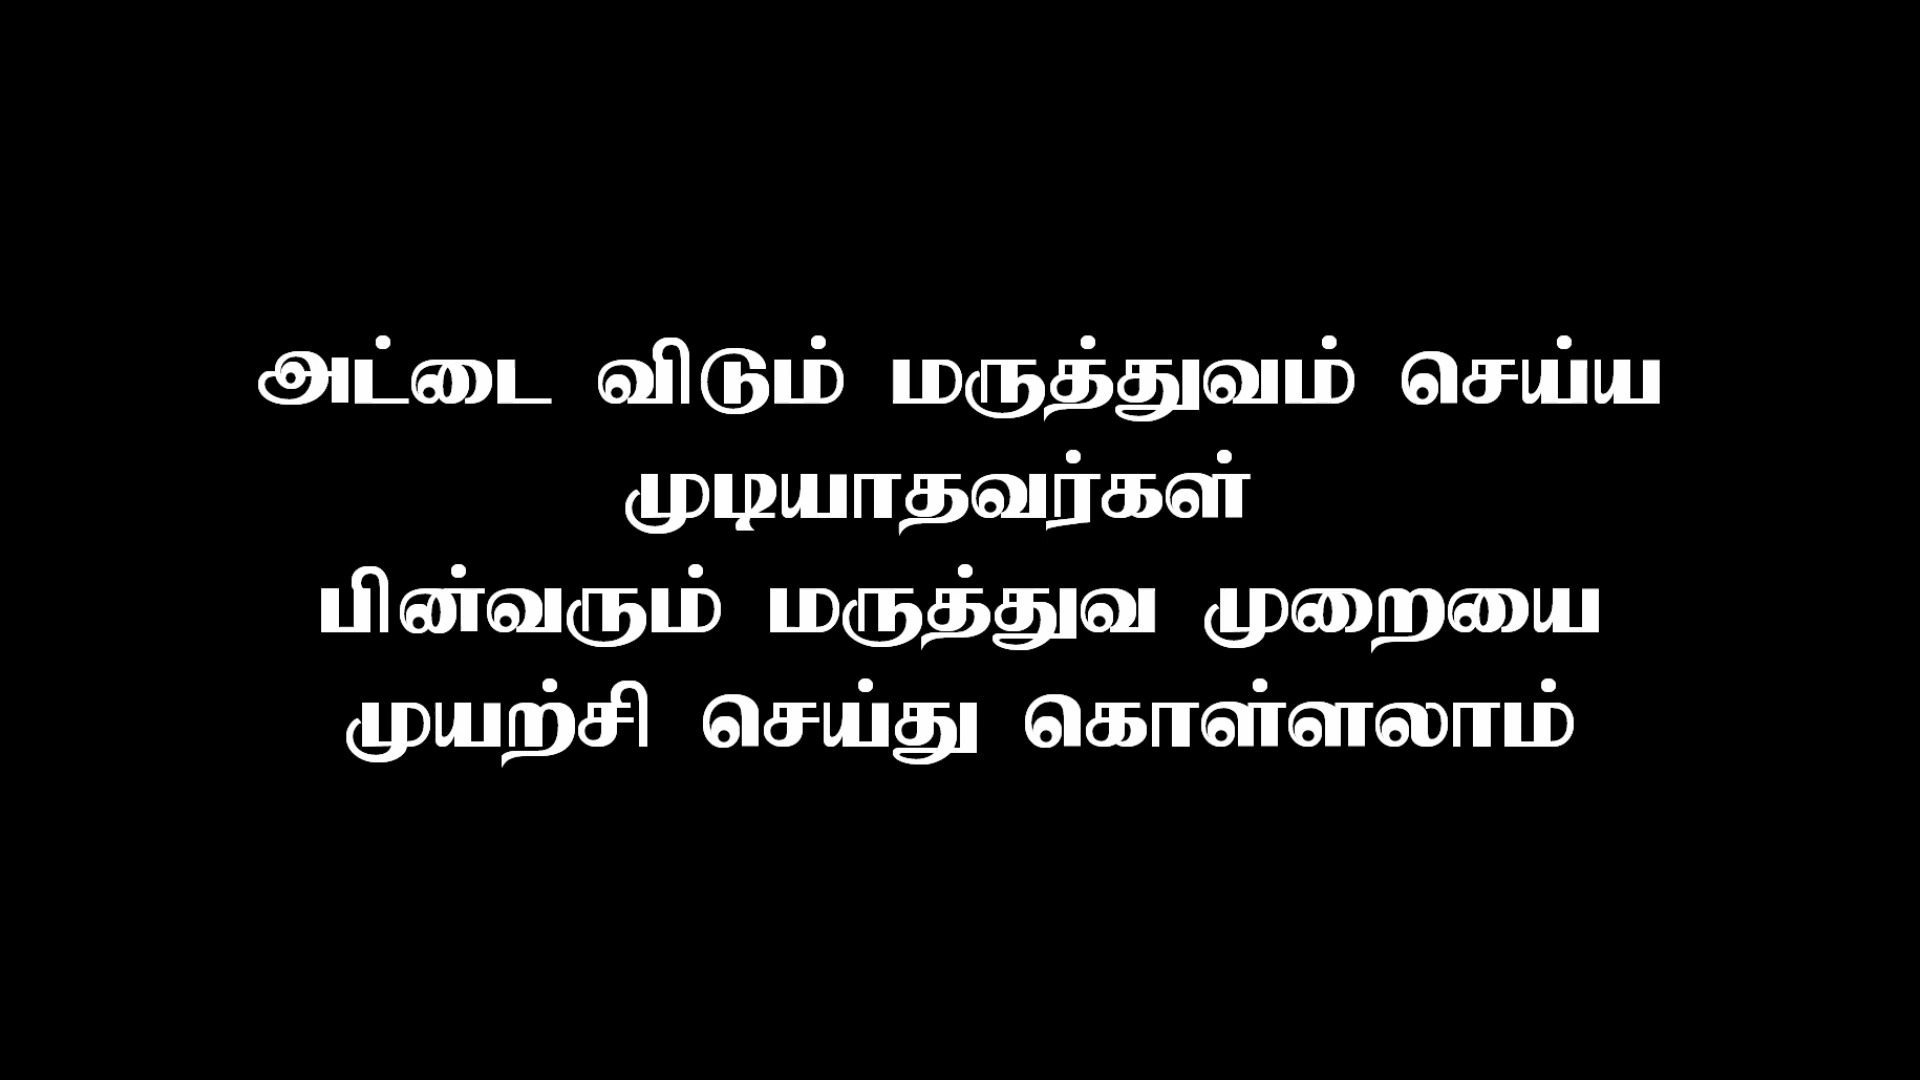 அட்டை விடும் மருத்துவம் செய்ய
முடியாதவர்கள்
பின்வரும் மருத்துவ முறையை
முயற்சி செய்து கொள்ளலாம்